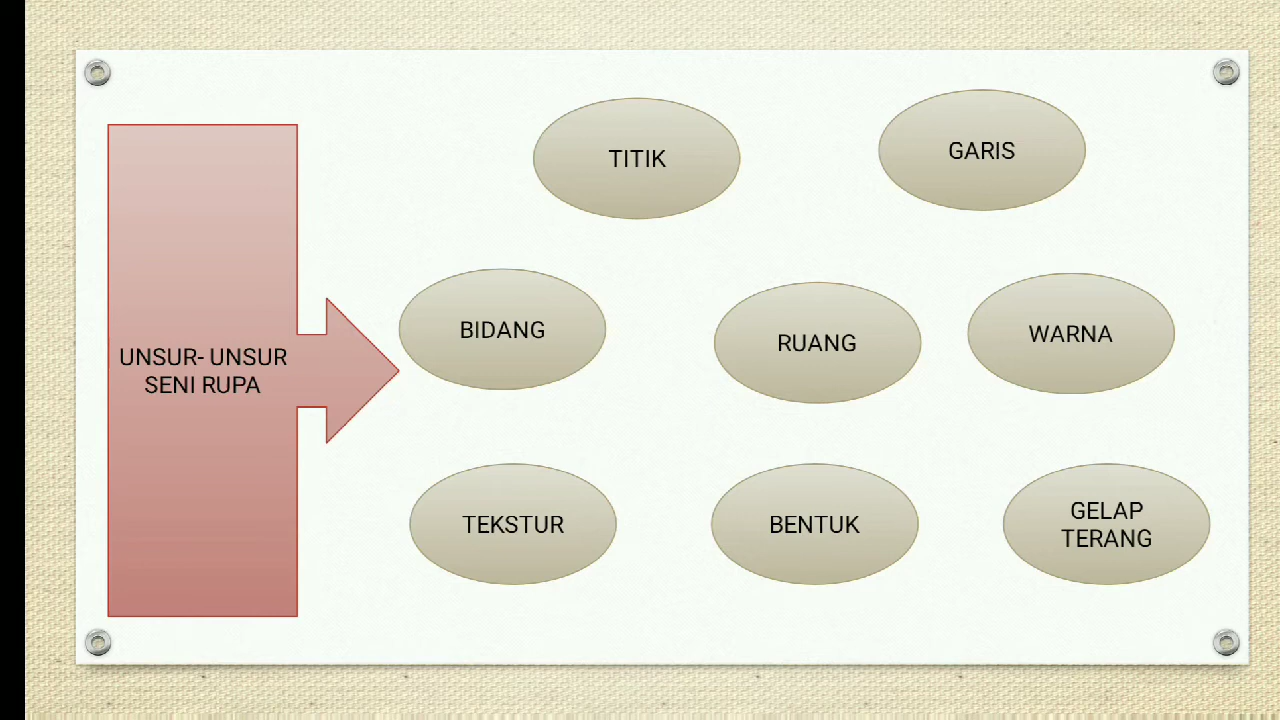 UNSUR- UNSUR
SENI RUPA
TITIK
GARIS
BIDANG
RUANG
WARNA
TEKSTUR
BENTUK
GELAP
TERANG